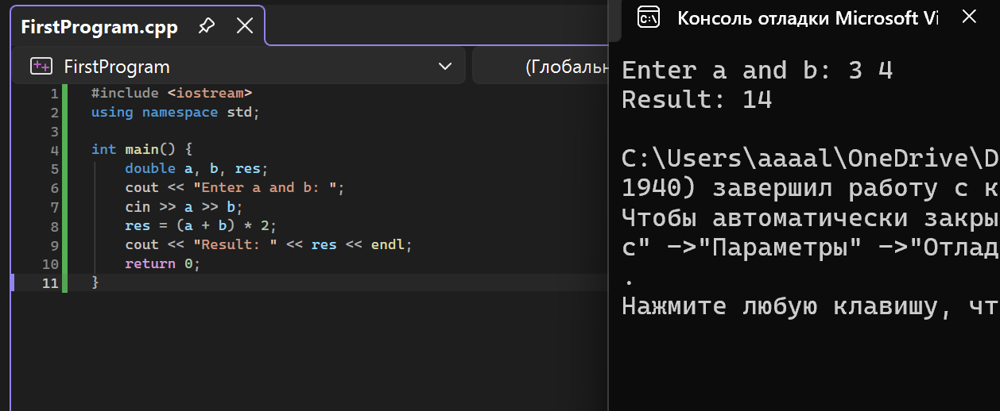 FirstProgram.cpp
FirstProgram
(Глобальн
1 #include <iostream>
2 using namespace std;
3
4 int main() {
5 double a, b, res;
6 cout << "Enter a and b: ";
7 cin >> a >> b;
8 res = (a + b) * 2;
9 cout << "Result: " << res << endl;
10 return 0;
11 }
C:\
Консоль отладки Microsoft Vi
Enter a and b: 3 4
Result: 14
C:\Users\aaaal\OneDrive\D
1940) завершил работу с к
Чтобы автоматически закры
с" ->"Параметры" ->"Отлад
.
Нажмите любую клавишу, чт